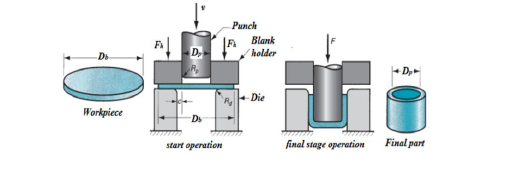 v
Punch
Fh
Fh
Blank
holder
F
Db
Dp
Rp
Dp
c
Rd
Die
Db
Workpiece
start operation
final stage operation
Final part